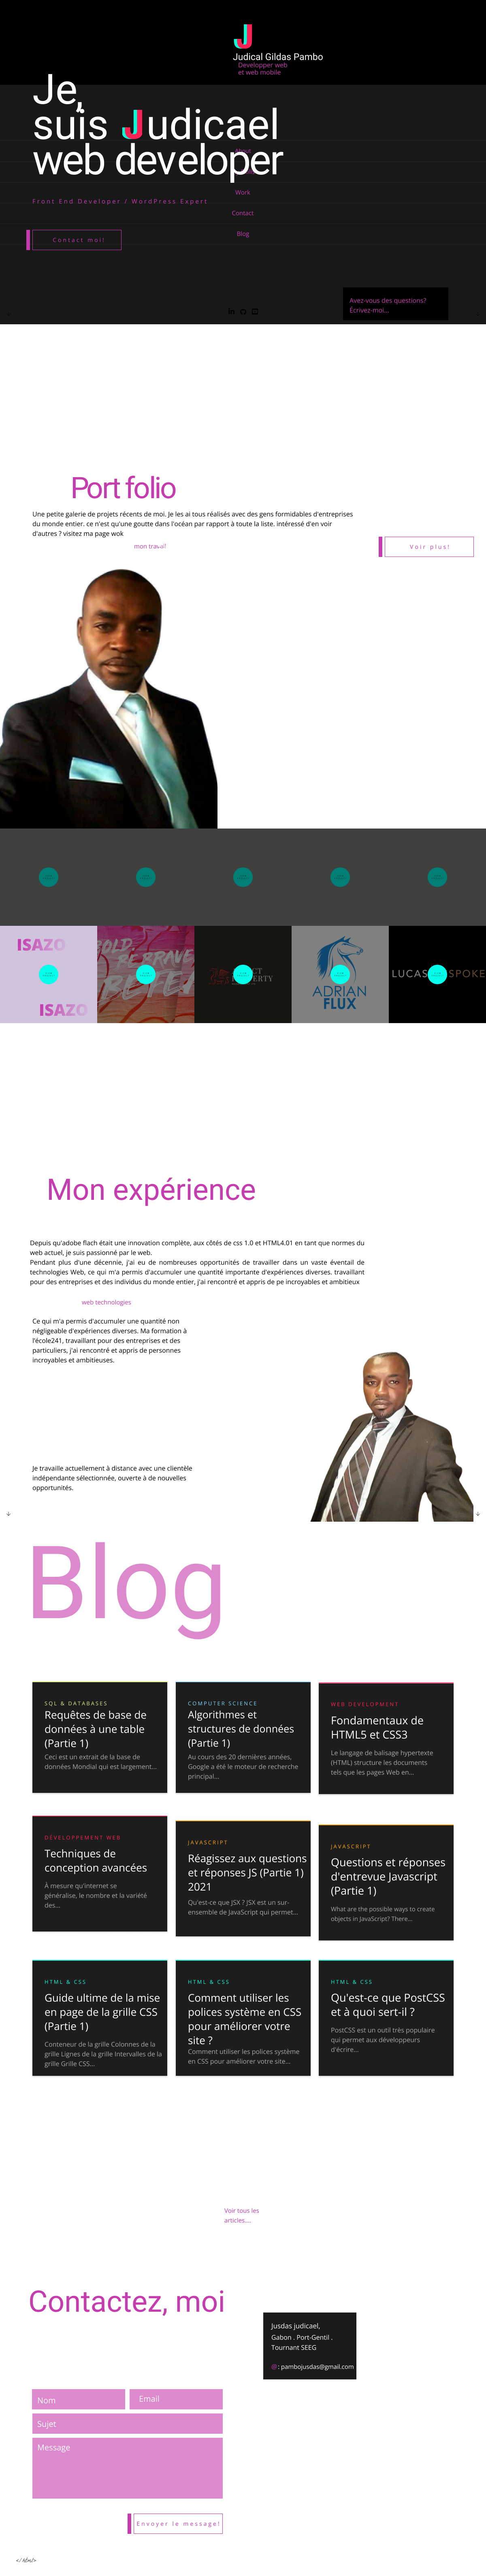 J
Judical Gildas Pambo
Developper web
et web mobile
Je,
suis Judicael
web developer
About
Work
Contact
Blog
Front End Developer / WordPress Expert
Contact moi!
Avez-vous des questions?
Écrivez-moi...
Port folio
Une petite galerie de projets récents de moi. Je les ai tous réalisés avec des gens formidables d'entreprises
du monde entier. ce n'est qu'une goutte dans l'océan par rapport à toute la liste. intéressé d'en voir
d'autres ? visitez ma page wok
mon travail?
Voir plus!
ISAZO
ISAZO
ADRIAN
FLUX
Mon expérience
Depuis qu'adobe flach était une innovation complète, aux côtés de css 1.0 et HTML4.01 en tant que normes du
web actuel, je suis passionné par le web.
Pendant plus d'une décennie, j'ai eu de nombreuses opportunités de travailler dans un vaste éventail de
technologies Web, ce qui m'a permis d'accumuler une quantité importante d'expériences diverses. travaillant
pour des entreprises et des individus du monde entier, j'ai rencontré et appris de pe incroyables et ambitieux
web technologies
Ce qui m'a permis d'accumuler une quantité non
négligeable d'expériences diverses. Ma formation à
l'école241, travaillant pour des entreprises et des
particuliers, j'ai rencontré et appris de personnes
incroyables et ambitieuses.
Je travaille actuellement à distance avec une clientèle
indépendante sélectionnée, ouverte à de nouvelles
opportunités.
Blog
SQL & DATABASES
Requêtes de base de
données à une table
(Partie 1)
Ceci est un extrait de la base de
données Mondial qui est largement...
COMPUTER SCIENCE
Algorithmes et
structures de données
(Partie 1)
Au cours des 20 dernières années,
Google a été le moteur de recherche
principal...
WEB DEVELOPMENT
Fondamentaux de
HTML5 et CSS3
Le langage de balisage hypertexte
(HTML) structure les documents
tels que les pages Web en...
DÉVELOPPEMENT WEB
Techniques de
conception avancées
À mesure qu'Internet se
généralise, le nombre et la variété
des...
JAVASCRIPT
Réagissez aux questions
et réponses JS (Partie 1)
2021
Qu'est-ce que JSX ? JSX est un sur-
ensemble de JavaScript qui permet...
JAVASCRIPT
Questions et réponses
d'entrevue Javascript
(Partie 1)
What are the possible ways to create
objects in JavaScript? There...
HTML & CSS
Guide ultime de la mise
en page de la grille CSS
(Partie 1)
Conteneur de la grille Colonnes de la
grille Lignes de la grille Intervalles de la
grille Grille CSS...
HTML & CSS
Comment utiliser les
polices système en CSS
pour améliorer votre
site ?
Comment utiliser les polices système
en CSS pour améliorer votre site...
HTML & CSS
Qu'est-ce que PostCSS
et à quoi sert-il ?
PostCSS est un outil très populaire
qui permet aux développeurs
d'écrire...
Voir tous les
articles....
Contactez, moi
Jusdas judicael,
Gabon . Port-Gentil .
Tournant SEEG
@: pambojusdas@gmail.com
Nom
Email
Sujet
Message
Envoyer le message!
</html>